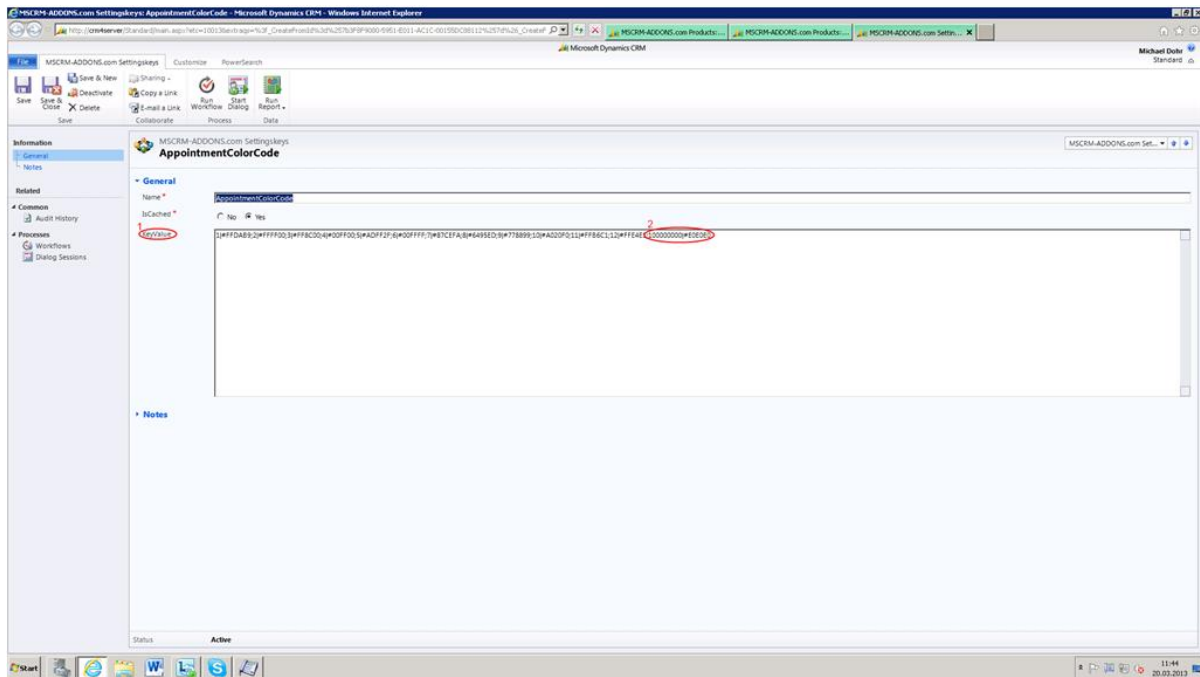 MSCRM-ADDONS.com Settingskeys: AppointmentColorCode - Microsoft Dynamics CRM - Windows Internet Explorer
MSCRM-ADDONS.com Products:...
MSCRM-ADDONS.com Products:...
MSCRM-ADDONS.com Settin...
Microsoft Dynamics CRM
Michael Dohr
Standard
File
MSCRM-ADDONS.com Settingskeys
Customize
PowerSearch
Save
Save & Close
Save & New
Deactivate
Delete
Sharing
Copy a Link
E-mail a Link
Run Workflow
Start Dialog
Run Report
Save
Collaborate
Process
Data
Information
General
Notes
Related
Common
Audit History
Processes
Workflows
Dialog Sessions
MSCRM-ADDONS.com Settingskeys
AppointmentColorCode
MSCRM-ADDONS.com Set...
General
Name *
AppointmentColorCode
IsCached *
No
Yes
1
KeyValue
2
1)#FFDAB9;2)#FFFF00;3)#FF8C00;4)#00FF00;5)#ADFF2F;6)#00FFFF;7)#87CEFA;8)#6495ED;9)#778899;10)#A020F0;11)#FFB6C1;12)#FFE4E1;100000000)#E0E0E0
Notes
Status
Active
Start
11:44
20.03.2013